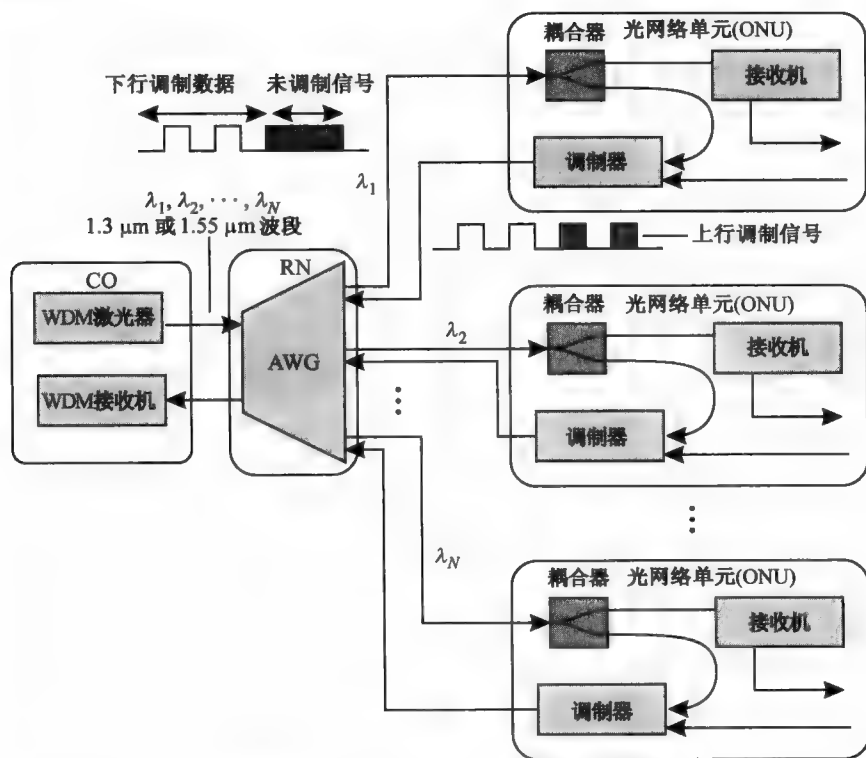 耦合器 光网络单元(ONU)
接收机
调制器
下行调制数据 未调制信号
λ1
λ1, λ2, ···, λN
1.3 μm 或 1.55 μm 波段
上行调制信号
CO
WDM激光器
WDM接收机
RN
AWG
λ2
耦合器 光网络单元(ONU)
接收机
调制器
λN
耦合器 光网络单元(ONU)
接收机
调制器